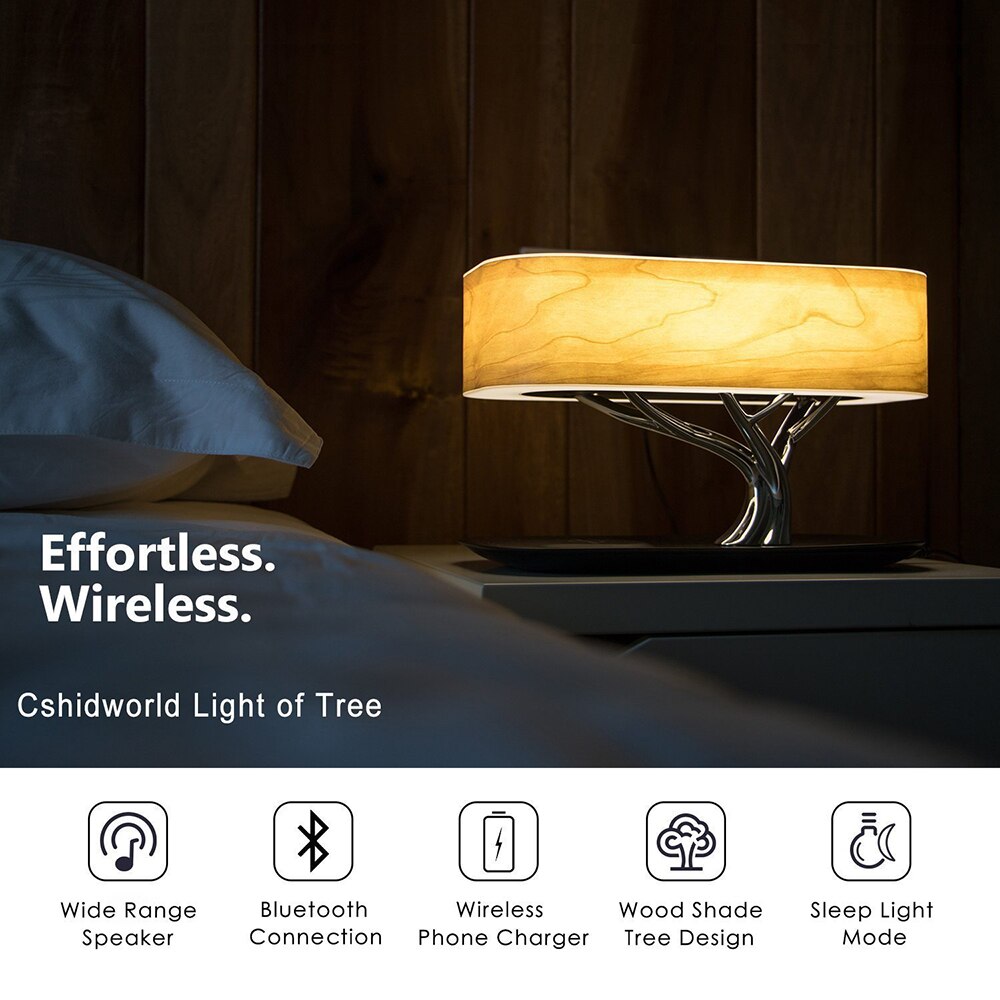 Effortless.
Wireless.
Cshidworld Light of Tree
Wide Range
Speaker
Bluetooth
Connection
Wireless
Phone Charger
Wood Shade
Tree Design
Sleep Light
Mode